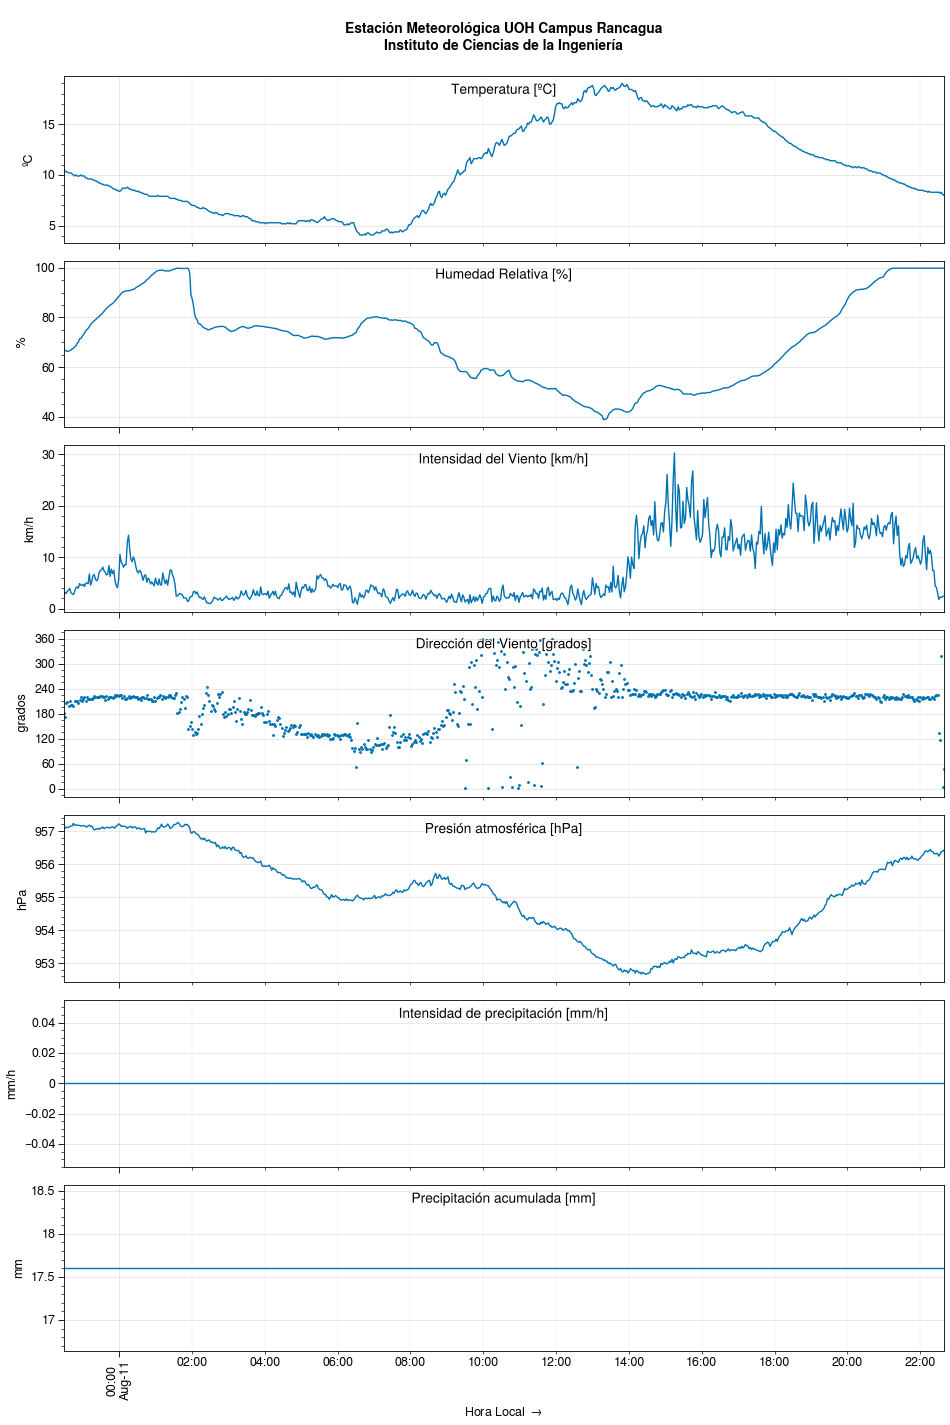 Estación Meteorológica UOH Campus Rancagua
Instituto de Ciencias de la Ingeniería
Temperatura [ºC]
15
10
5
ºC
Humedad Relativa [%]
100
80
60
40
%
Intensidad del Viento [km/h]
30
20
10
0
km/h
Dirección del Viento [grados]
360
300
240
180
120
60
0
grados
Presión atmosférica [hPa]
957
956
955
954
953
hPa
Intensidad de precipitación [mm/h]
0.04
0.02
0
−0.02
−0.04
mm/h
Precipitación acumulada [mm]
18.5
18
17.5
17
mm
00:00
Aug-11
02:00 04:00 06:00 08:00 10:00 12:00 14:00 16:00 18:00 20:00 22:00
Hora Local →